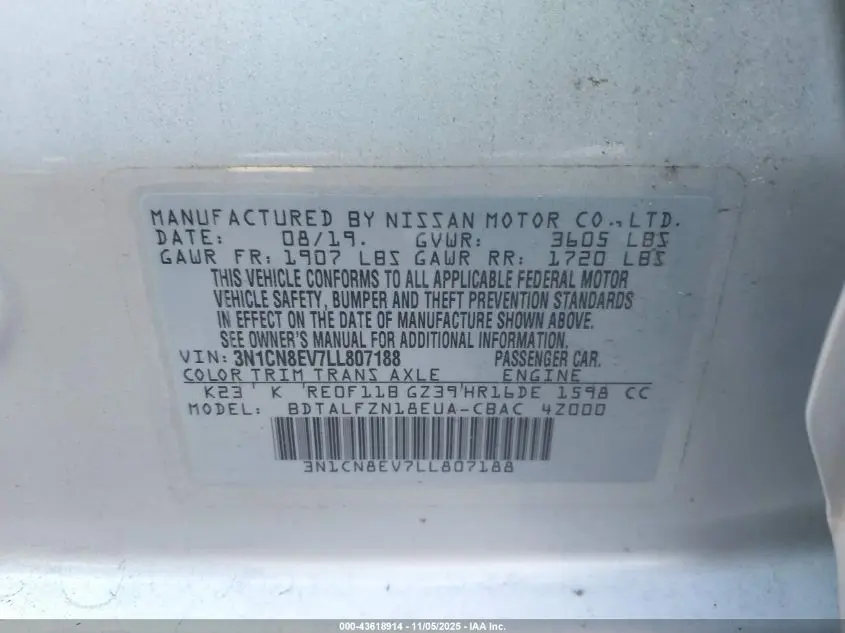 MANUFACTURED BY NISSAN MOTOR CO., LTD.
DATE: 08/19. GVWR: 3605 LBS
GAWR FR: 1907 LBS GAWR RR: 1720 LBS
THIS VEHICLE CONFORMS TO ALL APPLICABLE FEDERAL MOTOR
VEHICLE SAFETY, BUMPER AND THEFT PREVENTION STANDARDS
IN EFFECT ON THE DATE OF MANUFACTURE SHOWN ABOVE.
SEE OWNER'S MANUAL FOR ADDITIONAL INFORMATION.
VIN: 3N1CN8EV7LL807188 PASSENGER CAR.
COLOR TRIM TRANS AXLE ENGINE
K23 ' K 'RE0F11B GZ39'HR16DE 1598 CC
MODEL: BDTALFZN18EUA-CBAC 4Z000
3N1CN8EV7LL807188
000-43618914 - 11/05/2025 - IAA Inc.